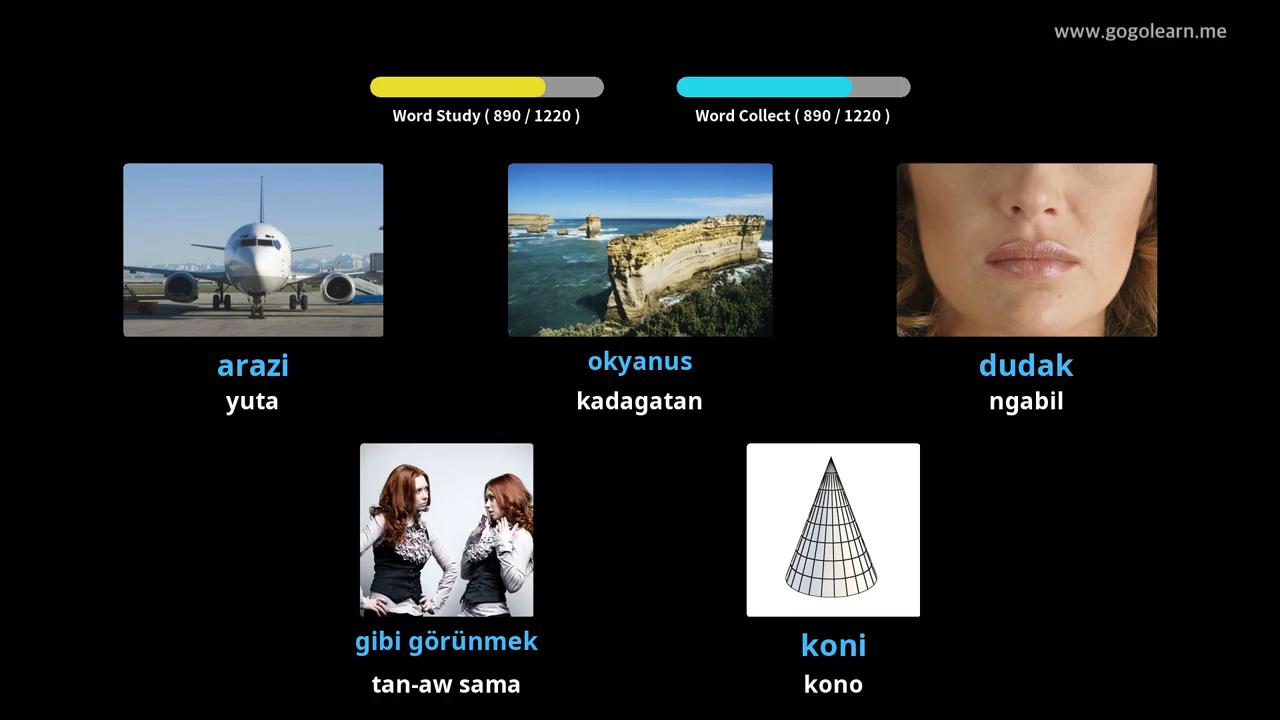 www.gogolearn.me
Word Study ( 890 / 1220 )
Word Collect ( 890 / 1220 )
arazi
yuta
okyanus
kadagatan
dudak
ngabil
gibi görünmek
tan-aw sama
koni
kono